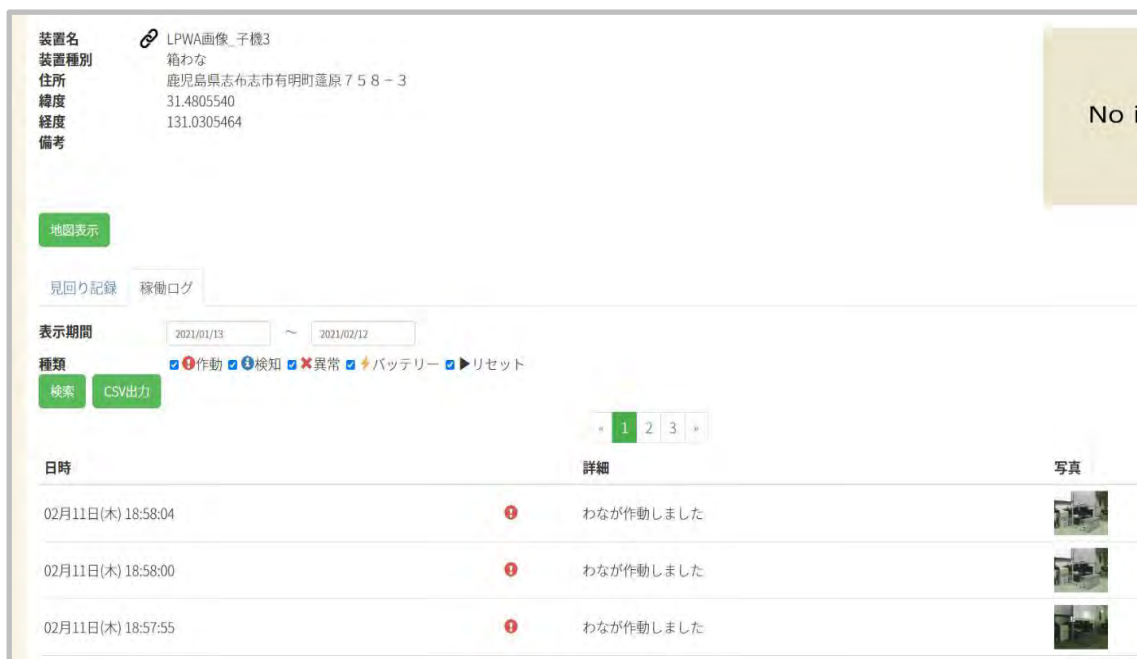 装置名 LPWA画像_子機3
装置種別 箱わな
住所 鹿児島県志布志市有明町蓬原７５８－３
緯度 31.4805540
経度 131.0305464
備考
No i
地図表示
見回り記録 稼働ログ
表示期間 2021/01/13 ～ 2021/02/12
種類 作動 検知 異常 バッテリー リセット
検索 CSV出力
« 1 2 3 »
日時 詳細 写真
02月11日(木) 18:58:04 わなが作動しました
02月11日(木) 18:58:00 わなが作動しました
02月11日(木) 18:57:55 わなが作動しました